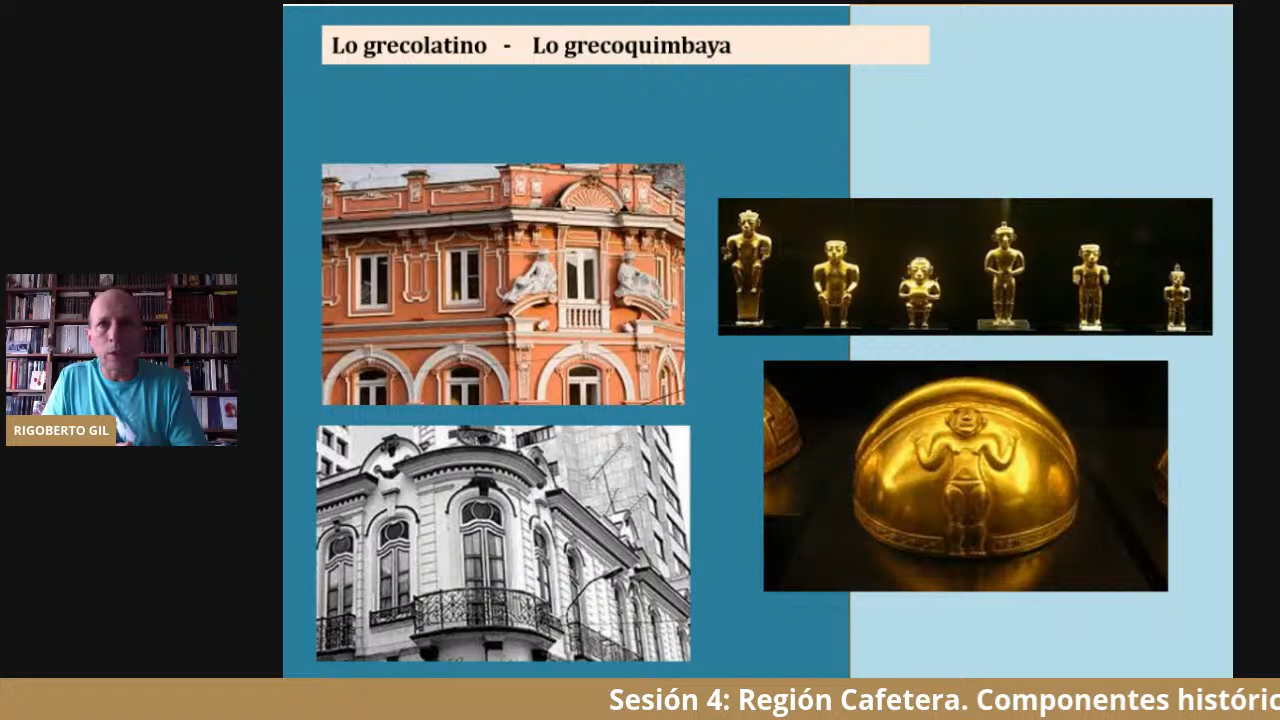 Lo grecolatino - Lo grecoquimbaya
RIGOBERTO GIL
Sesión 4: Región Cafetera. Componentes históric